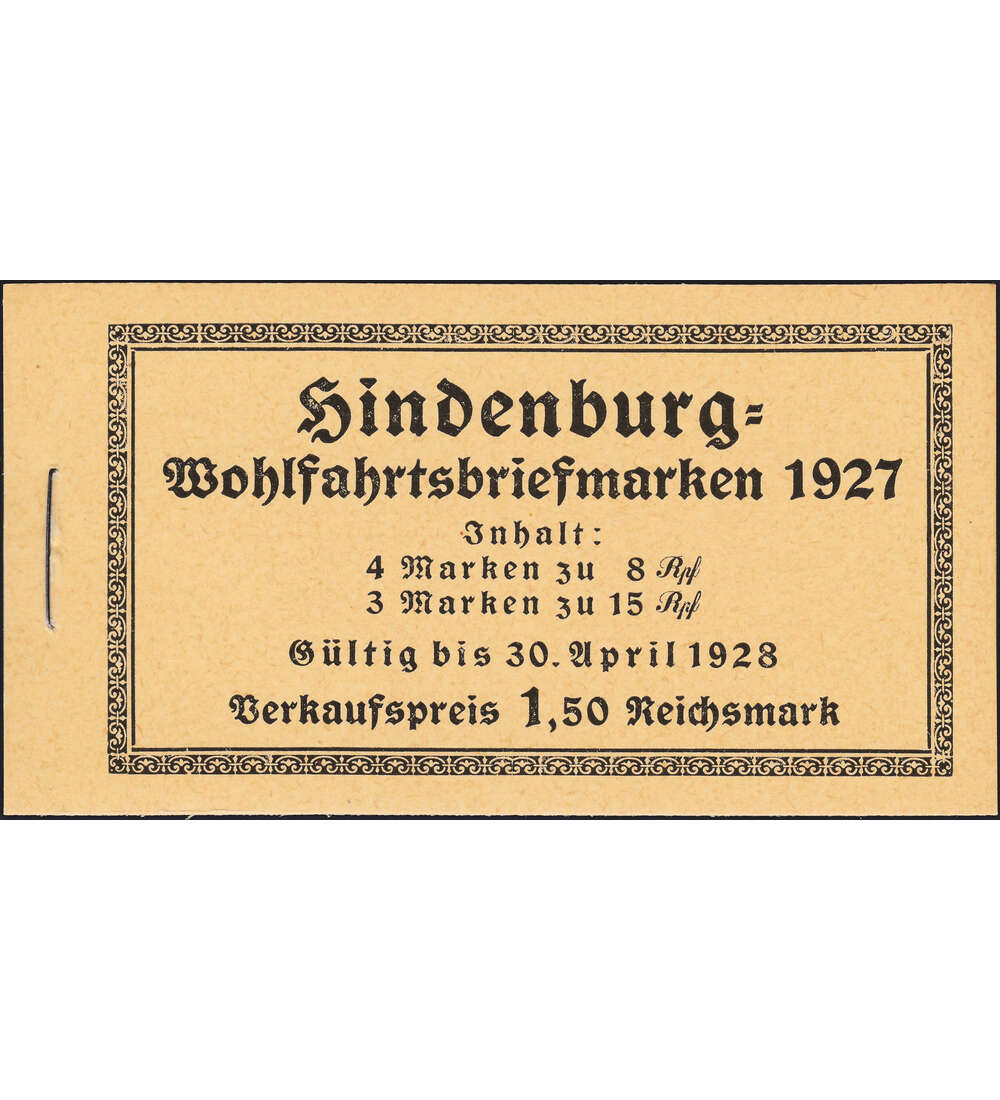 Hindenburg=
Wohlfahrtsbriefmarken 1927
Inhalt:
4 Marken zu 8 Rpf
3 Marken zu 15 Rpf
Gültig bis 30. April 1928
Verkaufspreis 1,50 Reichsmark